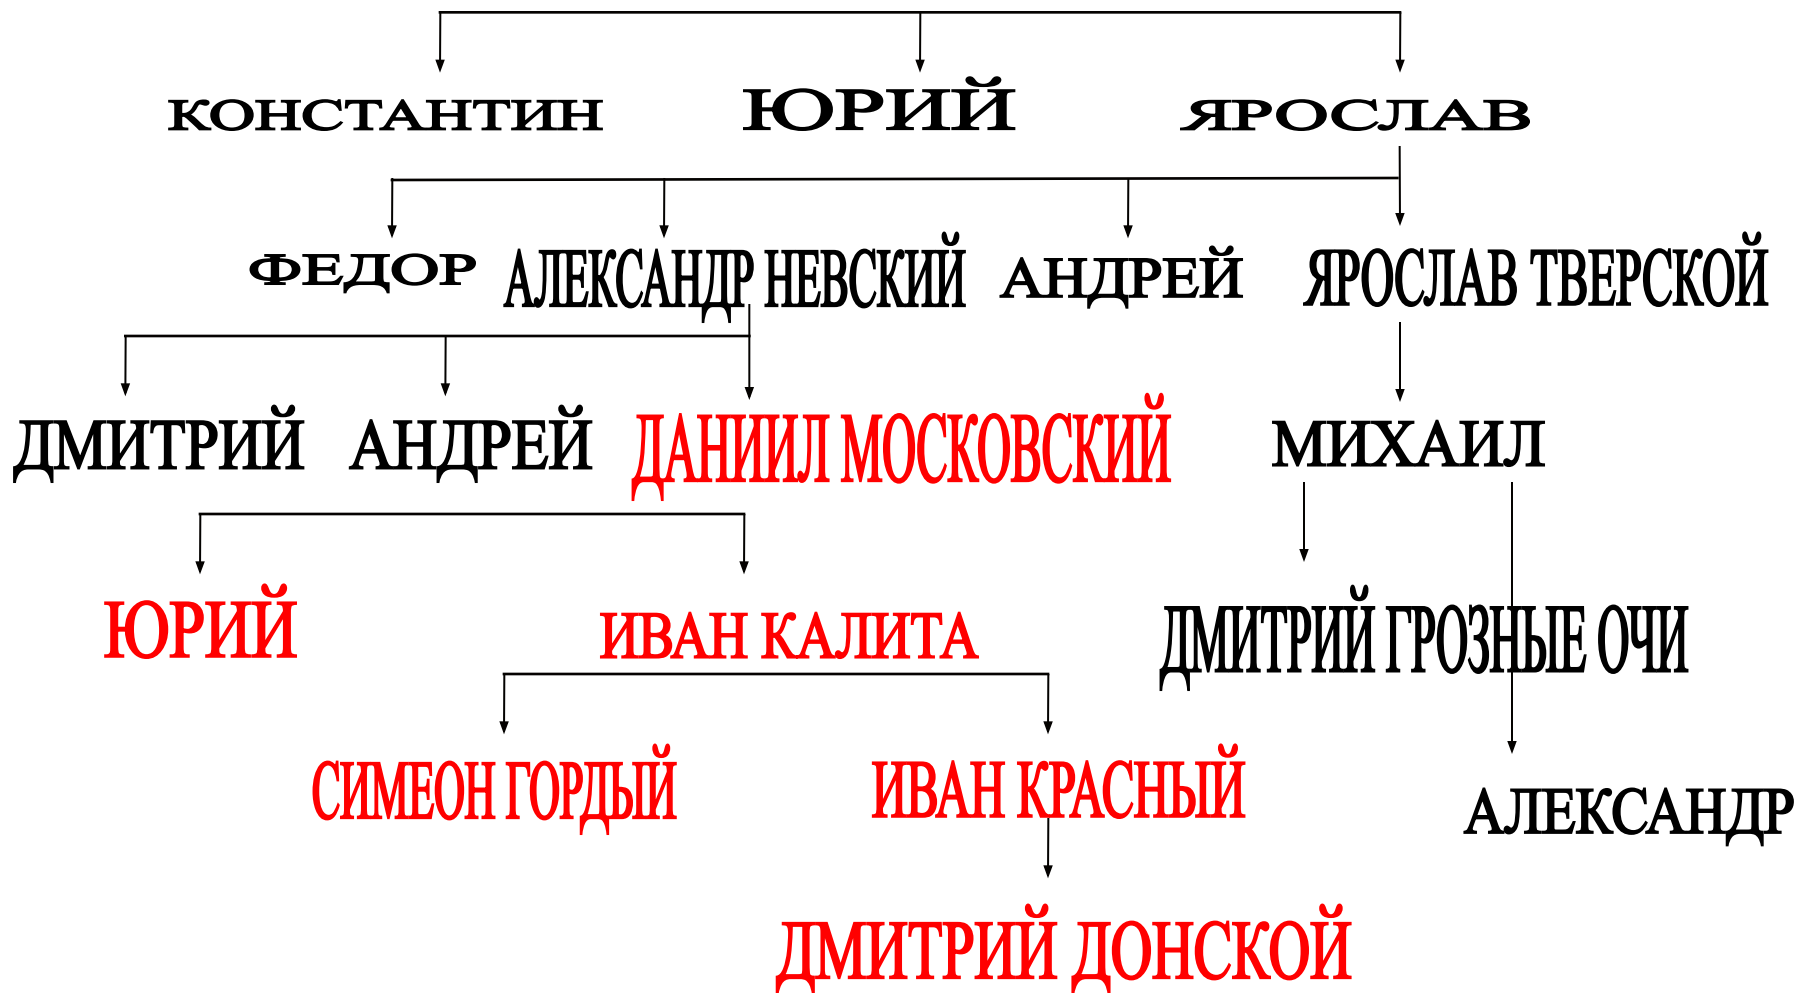 КОНСТАНТИН ЮРИЙ ЯРОСЛАВ
ФЕДОР АЛЕКСАНДР НЕВСКИЙ АНДРЕЙ ЯРОСЛАВ ТВЕРСКОЙ
ДМИТРИЙ АНДРЕЙ ДАНИИЛ МОСКОВСКИЙ МИХАИЛ
ЮРИЙ ИВАН КАЛИТА ДМИТРИЙ ГРОЗНЫЕ ОЧИ
СИМЕОН ГОРДЫЙ ИВАН КРАСНЫЙ АЛЕКСАНДР
ДМИТРИЙ ДОНСКОЙ